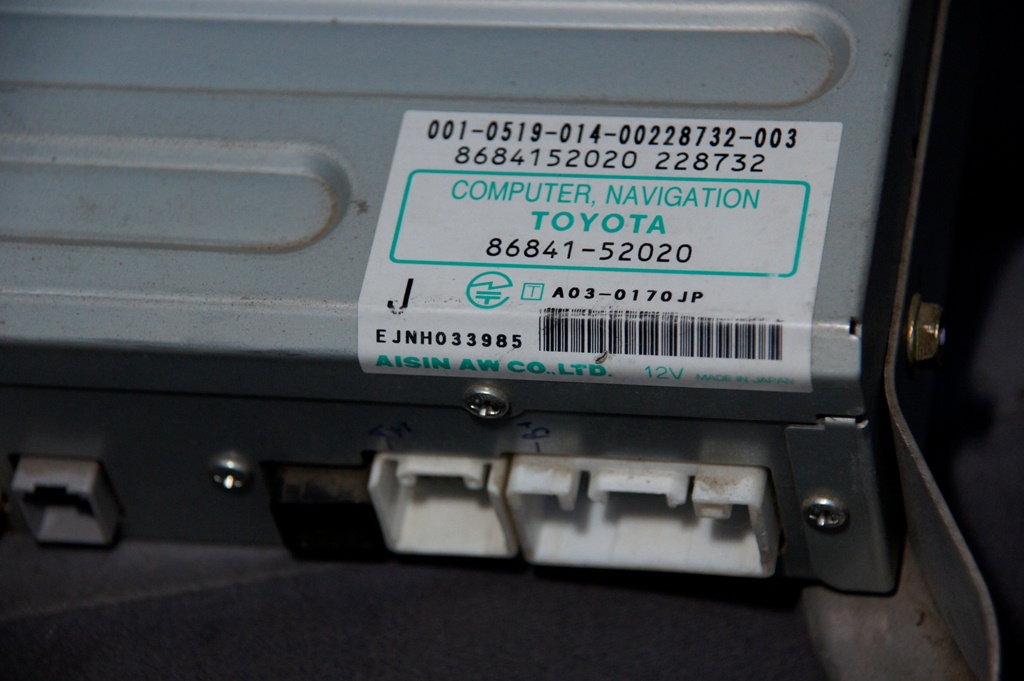 001-0519-014-00228732-003
8684152020 228732
COMPUTER, NAVIGATION
TOYOTA
86841-52020
J T A03-0170JP
EJNH033985
AISIN AW CO.,LTD. 12V MADE IN JAPAN